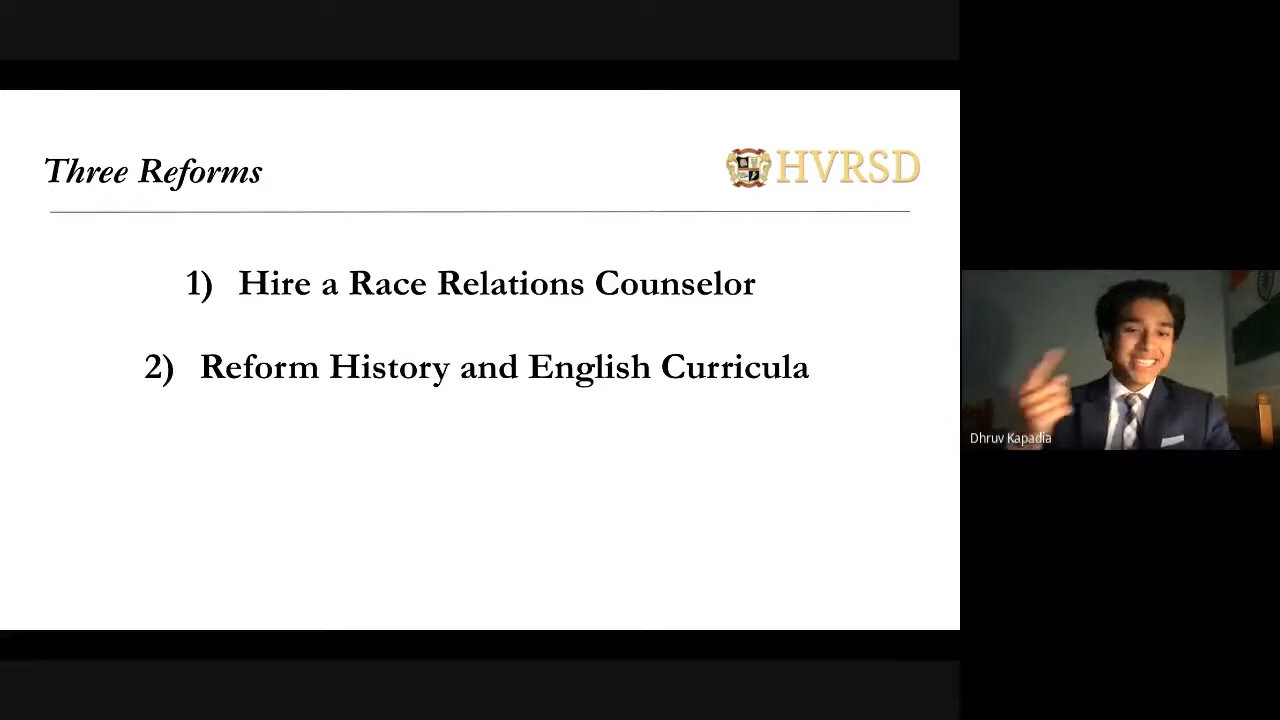 Three Reforms
HVRSD
1) Hire a Race Relations Counselor
2) Reform History and English Curricula
Dhruv Kapadia